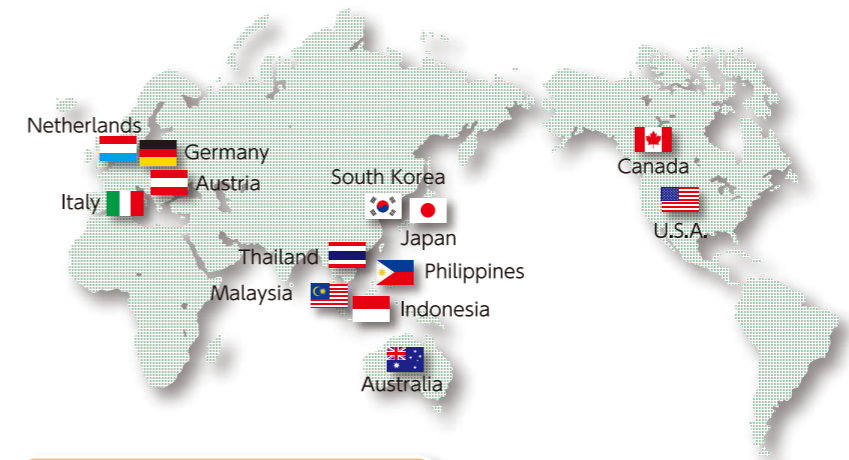 Netherlands
Germany
Austria
South Korea
Canada
Italy
U.S.A.
Japan
Thailand
Philippines
Malaysia
Indonesia
Australia